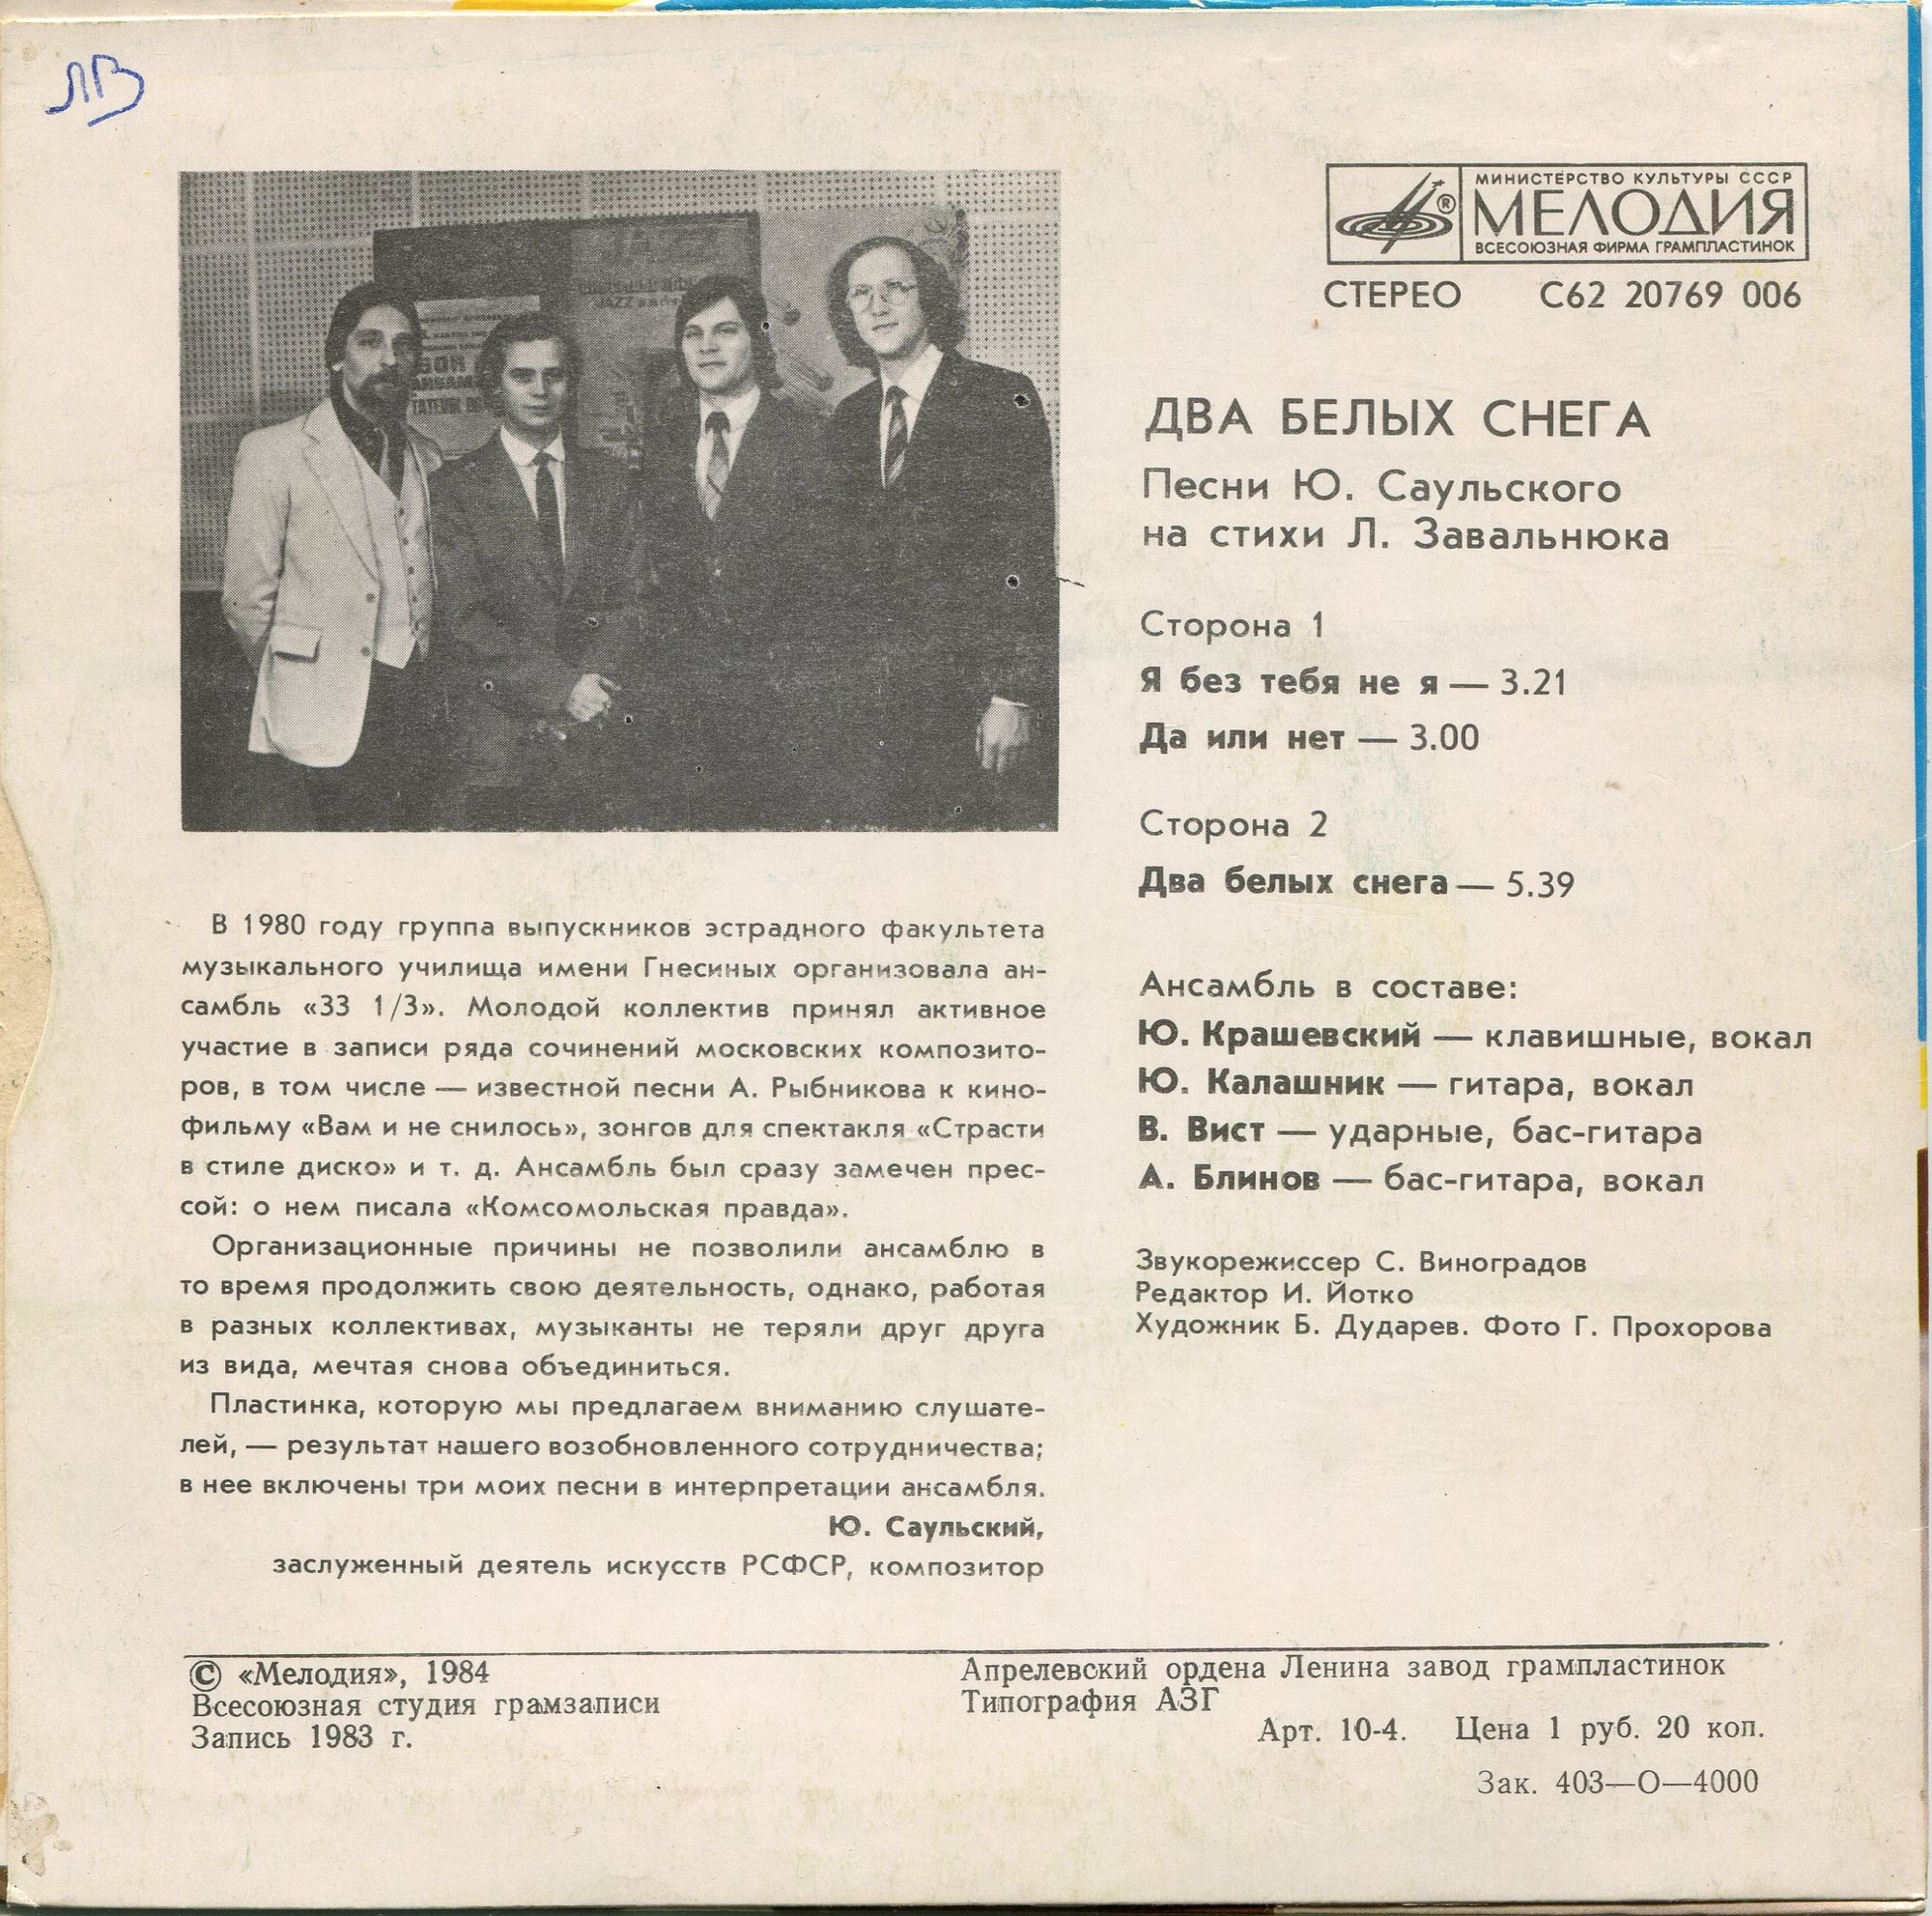 ЛВ
МИНИСТЕРСТВО КУЛЬТУРЫ СССР
®
МЕЛОДИЯ
ВСЕСОЮЗНАЯ ФИРМА ГРАМПЛАСТИНОК
СТЕРЕО С62 20769 006
ДВА БЕЛЫХ СНЕГА
Песни Ю. Саульского
на стихи Л. Завальнюка
Сторона 1
Я без тебя не я — 3.21
Да или нет — 3.00
Сторона 2
Два белых снега — 5.39
Ансамбль в составе:
Ю. Крашевский — клавишные, вокал
Ю. Калашник — гитара, вокал
В. Вист — ударные, бас-гитара
А. Блинов — бас-гитара, вокал
Звукорежиссер С. Виноградов
Редактор И. Йотко
Художник Б. Дударев. Фото Г. Прохорова
JAZZ
В 1980 году группа выпускников эстрадного факультета
музыкального училища имени Гнесиных организовала ан-
самбль «33 1/3». Молодой коллектив принял активное
участие в записи ряда сочинений московских композито-
ров, в том числе — известной песни А. Рыбникова к кино-
фильму «Вам и не снилось», зонгов для спектакля «Страсти
в стиле диско» и т. д. Ансамбль был сразу замечен прес-
сой: о нем писала «Комсомольская правда».
Организационные причины не позволили ансамблю в
то время продолжить свою деятельность, однако, работая
в разных коллективах, музыканты не теряли друг друга
из вида, мечтая снова объединиться.
Пластинка, которую мы предлагаем вниманию слушате-
лей, — результат нашего возобновленного сотрудничества;
в нее включены три моих песни в интерпретации ансамбля.
Ю. Саульский,
заслуженный деятель искусств РСФСР, композитор
© «Мелодия», 1984
Всесоюзная студия грамзаписи
Запись 1983 г.
Апрелевский ордена Ленина завод грампластинок
Типография АЗГ
Арт. 10-4. Цена 1 руб. 20 коп.
Зак. 403—О—4000